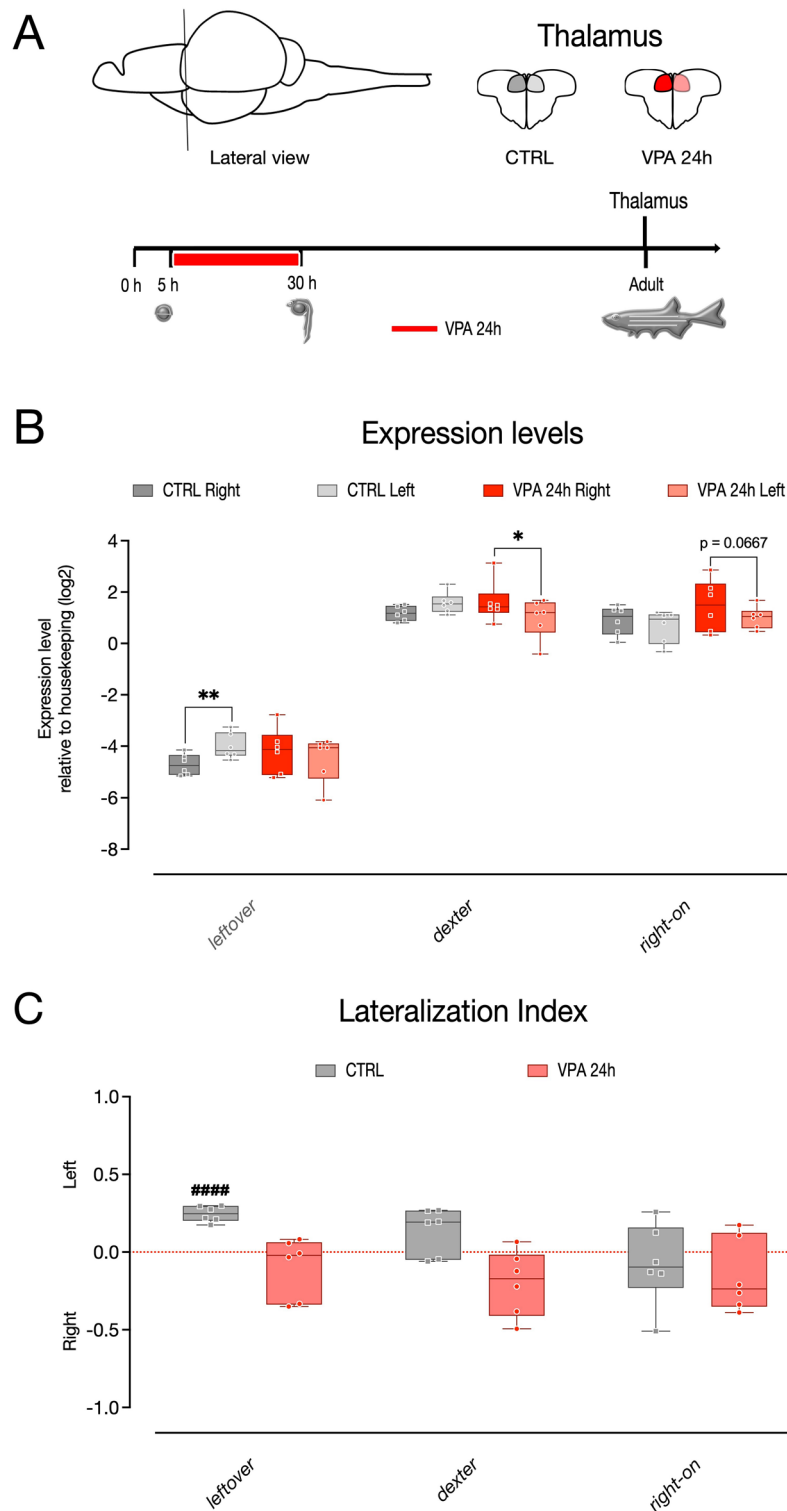 A
Thalamus
Lateral view
CTRL
VPA 24h
Thalamus
0 h
5 h
30 h
Adult
VPA 24h
B
Expression levels
CTRL Right
CTRL Left
VPA 24h Right
VPA 24h Left
Expression level
relative to housekeeping (log2)
4
2
0
-2
-4
-6
-8
**
*
p = 0.0667
leftover
dexter
right-on
C
Lateralization Index
CTRL
VPA 24h
Left
Right
1.0
0.5
0.0
-0.5
-1.0
####
leftover
dexter
right-on